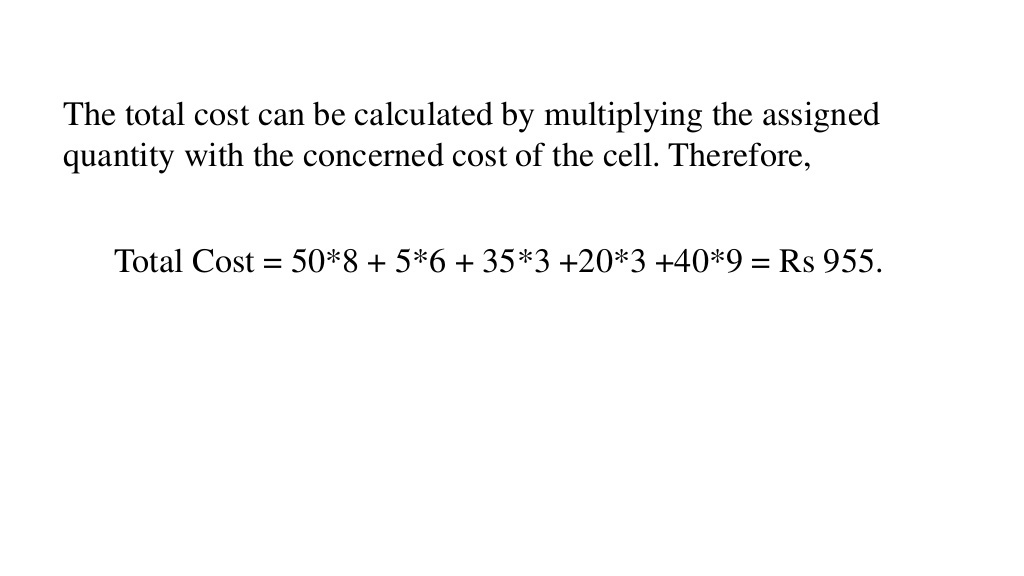 The total cost can be calculated by multiplying the assigned
quantity with the concerned cost of the cell. Therefore,
Total Cost = 50*8 + 5*6 + 35*3 +20*3 +40*9 = Rs 955.